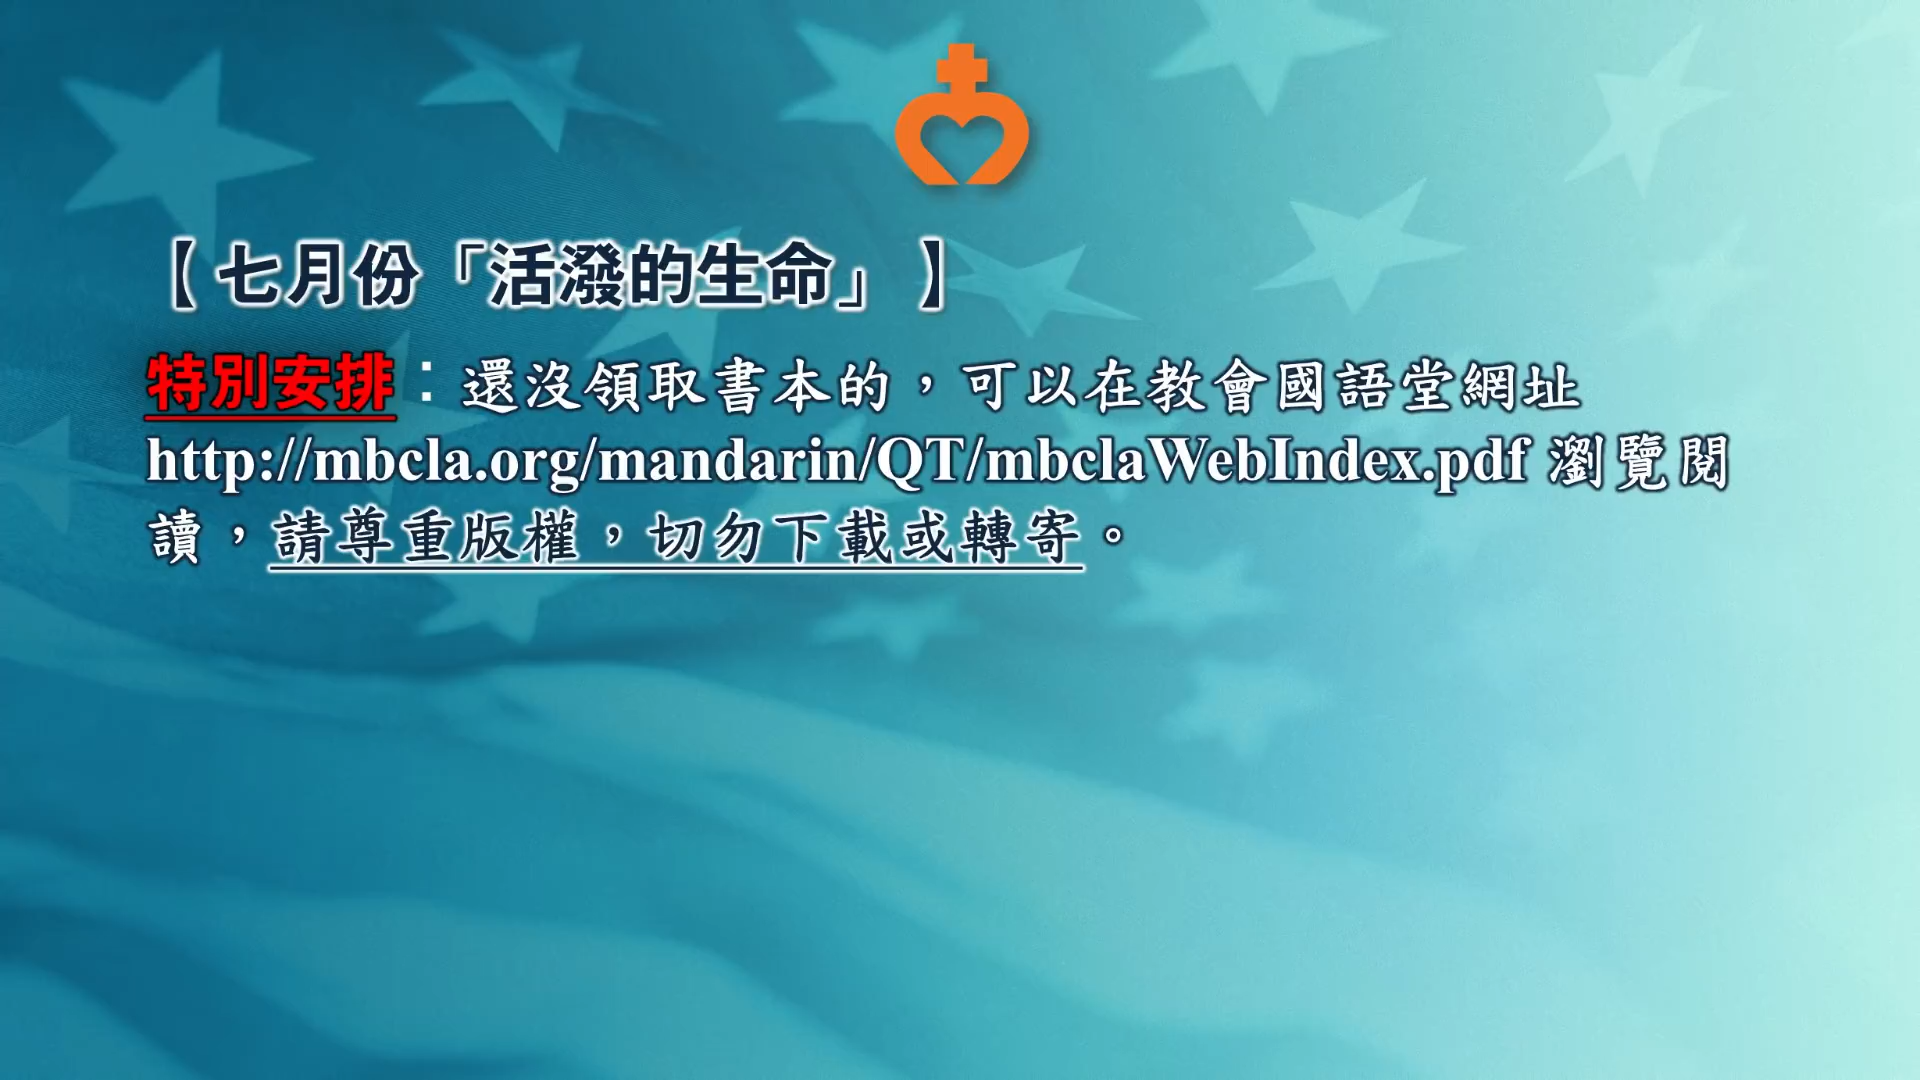 【 七月份「活潑的生命」 】
特別安排：還沒領取書本的，可以在教會國語堂網址
http://mbcla.org/mandarin/QT/mbclaWebIndex.pdf 瀏覽閱
讀，請尊重版權，切勿下載或轉寄。